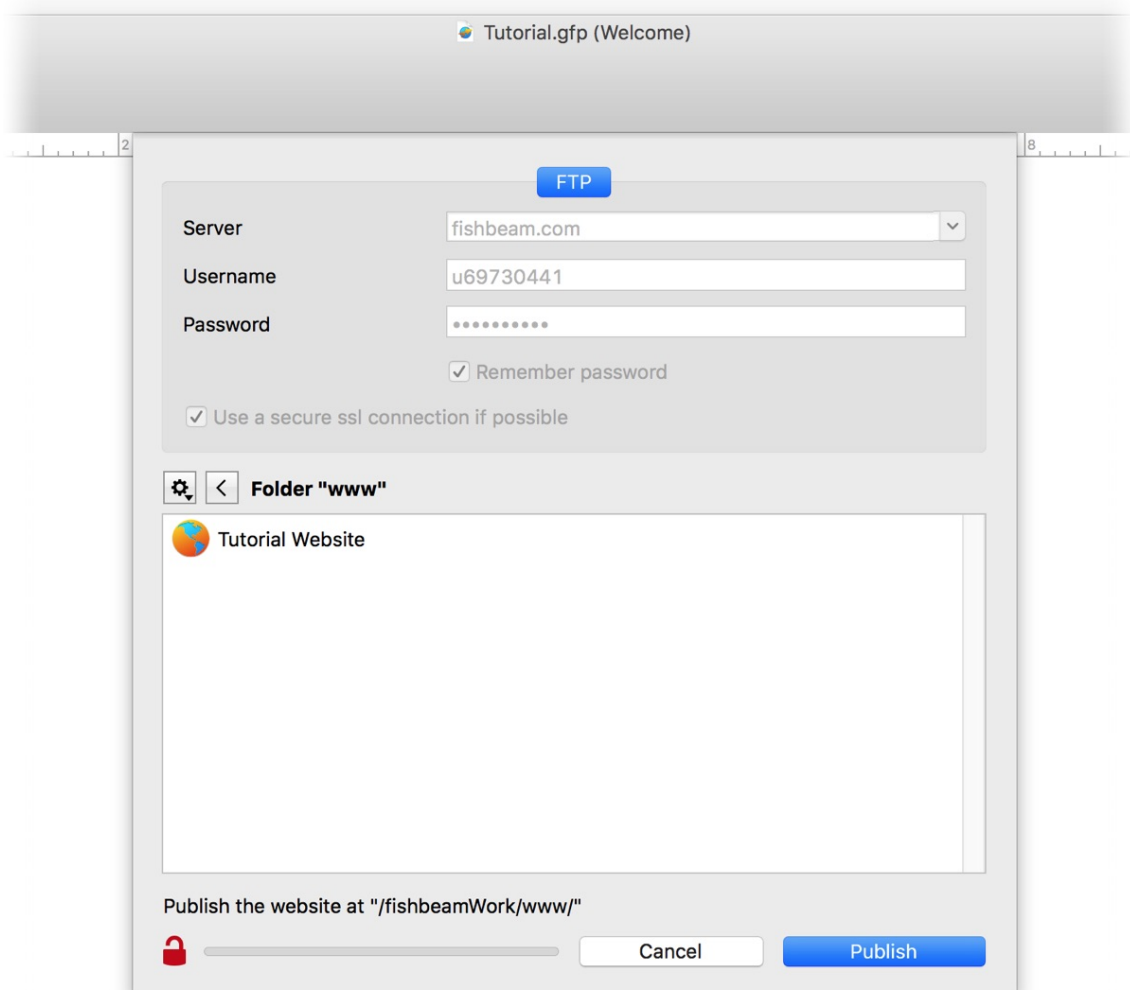 Tutorial.gfp (Welcome)
2
8
FTP
Server
fishbeam.com
Username
u69730441
Password
••••••••••
Remember password
Use a secure ssl connection if possible
Folder "www"
Tutorial Website
Publish the website at "/fishbeamWork/www/"
Cancel
Publish